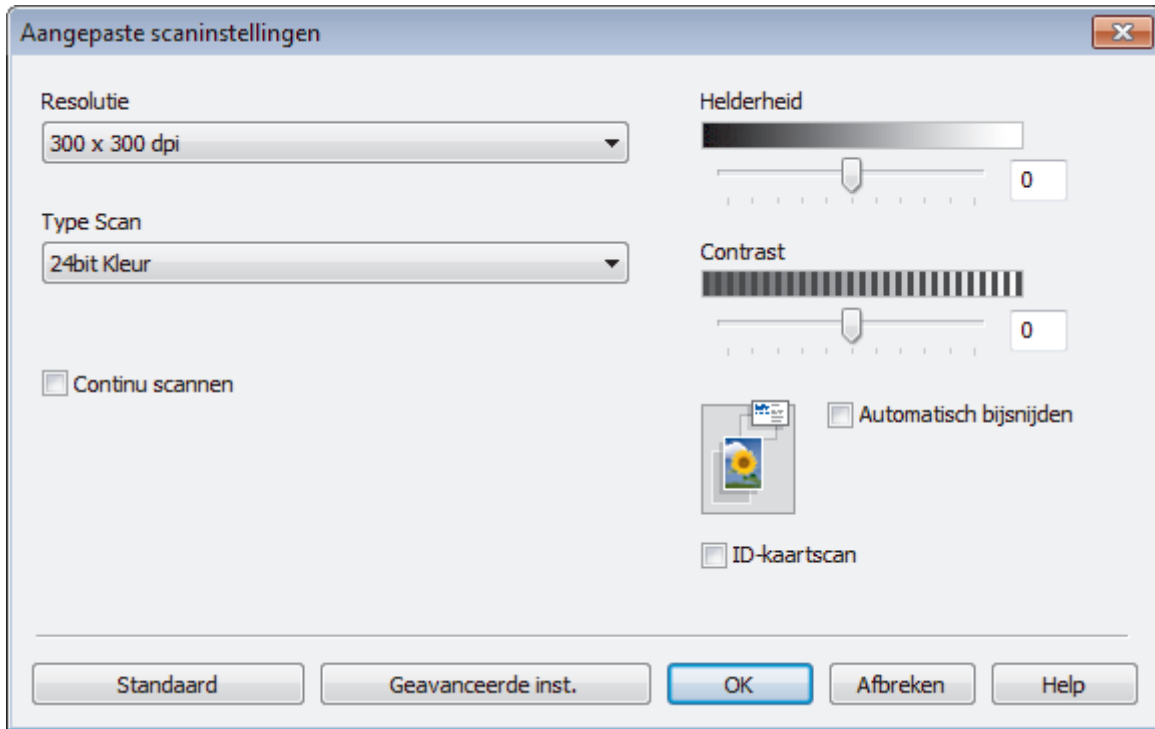 Aangepaste scaninstellingen
Resolutie
300 x 300 dpi
Type Scan
24bit Kleur
Continu scannen
Helderheid
0
Contrast
0
Automatisch bijsnijden
ID-kaartscan
Standaard
Geavanceerde inst.
OK
Afbreken
Help